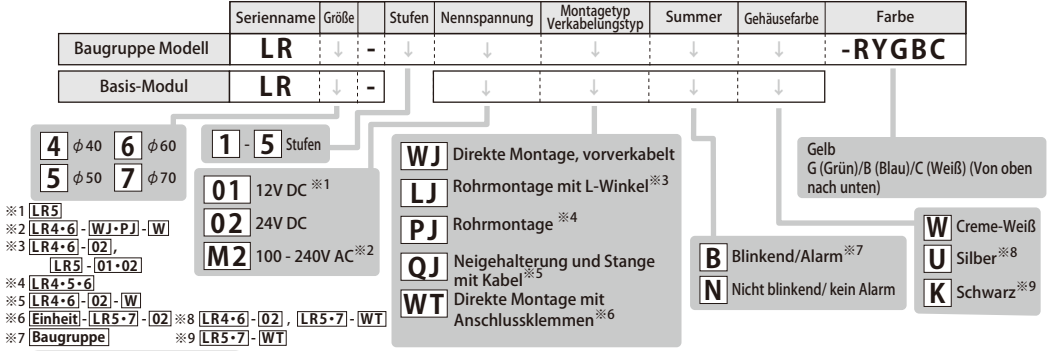 Serienname Größe Stufen Nennspannung Montagetyp Verkabelungstyp Summer Gehäusefarbe Farbe
Baugruppe Modell LR ↓ - ↓ ↓ ↓ ↓ ↓ -RYGBC
Basis-Modul LR ↓ - ↓ ↓ ↓ ↓
4 ϕ40 6 ϕ60
5 ϕ50 7 ϕ70
1 - 5 Stufen
01 12V DC ※1
02 24V DC
M2 100 - 240V AC※2
WJ Direkte Montage, vorverkabelt
LJ Rohrmontage mit L-Winkel※3
PJ Rohrmontage ※4
QJ Neigehalterung und Stange
mit Kabel※5
WT Direkte Montage mit
Anschlussklemmen※6
B Blinkend/Alarm※7
N Nicht blinkend/ kein Alarm
Gelb
G (Grün)/B (Blau)/C (Weiß) (Von oben
nach unten)
W Creme-Weiß
U Silber※8
K Schwarz※9
※1 LR5
※2 LR4•6 - WJ•PJ - W
※3 LR4•6 - 02 ,
LR5 - 01•02
※4 LR4•5•6
※5 LR4•6 - 02 - W
※6 Einheit - LR5•7 - 02 ※8 LR4•6 - 02 , LR5•7 - WT
※7 Baugruppe ※9 LR5•7 - WT